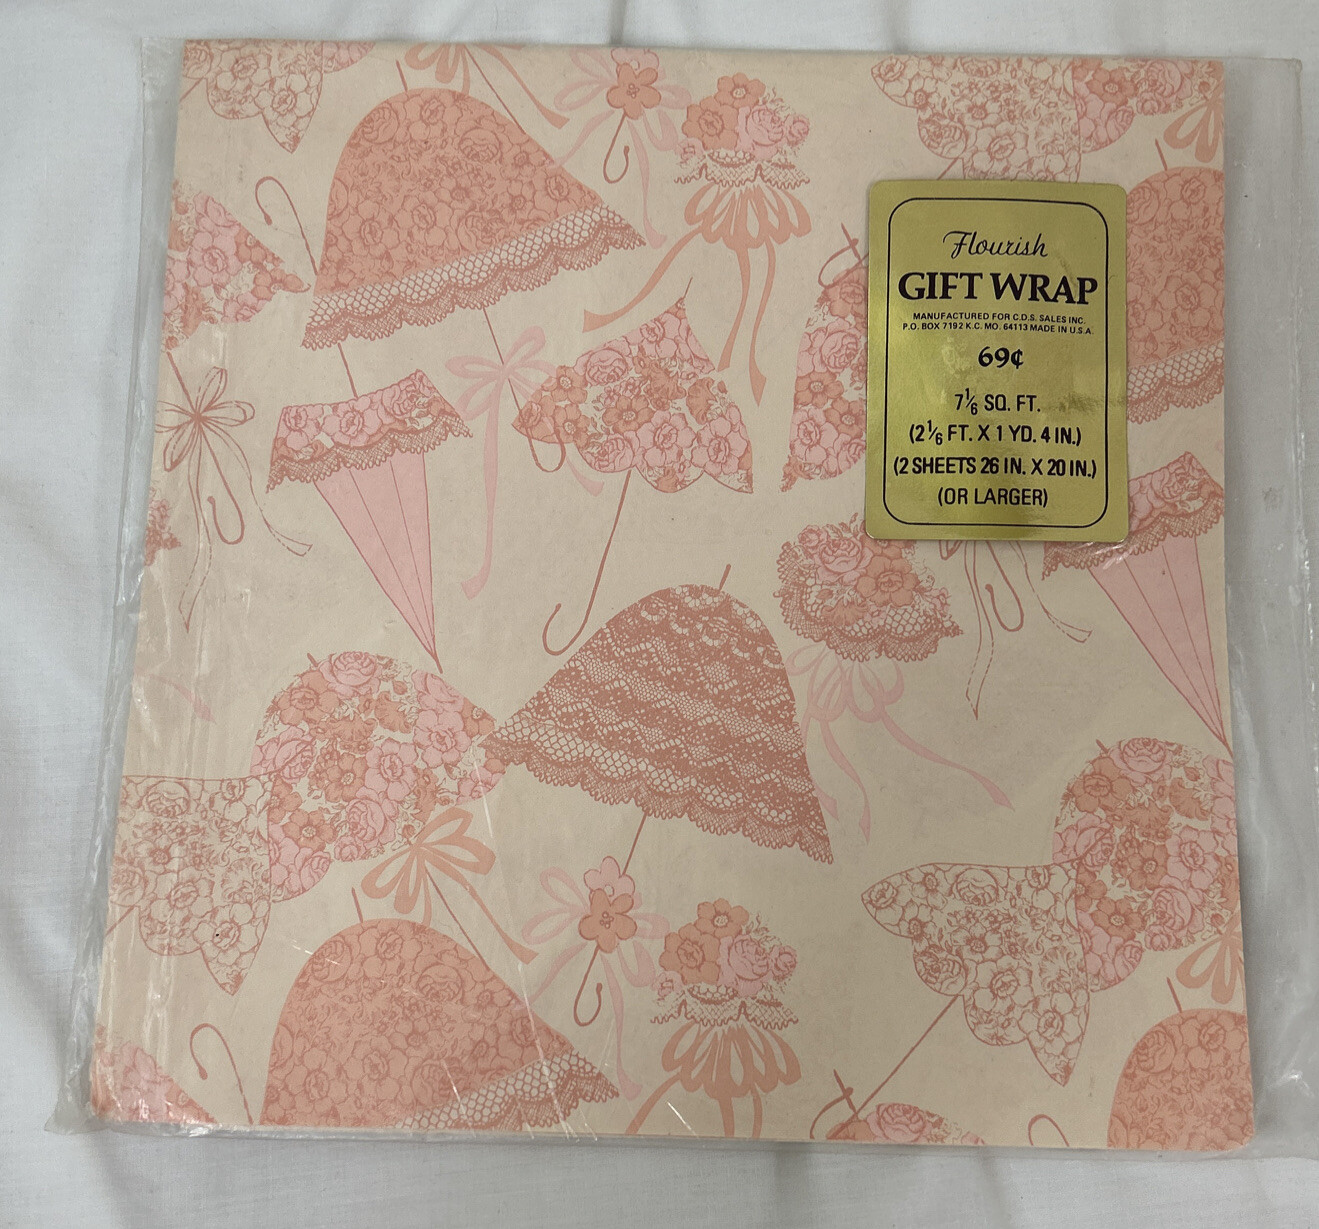 Flourish
GIFT WRAP
MANUFACTURED FOR C.D.S. SALES INC.
P.O. BOX 7192 K.C. MO. 64113 MADE IN U.S.A.
69¢
7⅙ SQ. FT.
(2⅙ FT. X 1 YD. 4 IN.)
(2 SHEETS 26 IN. X 20 IN.)
(OR LARGER)